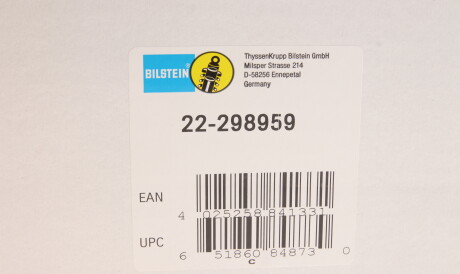 BILSTEIN
ThyssenKrupp Bilstein GmbH
Milsper Strasse 214
D-58256 Ennepetal
Germany
22-298959
EAN
4 025258 841331
UPC
6 51860 84873 0
c